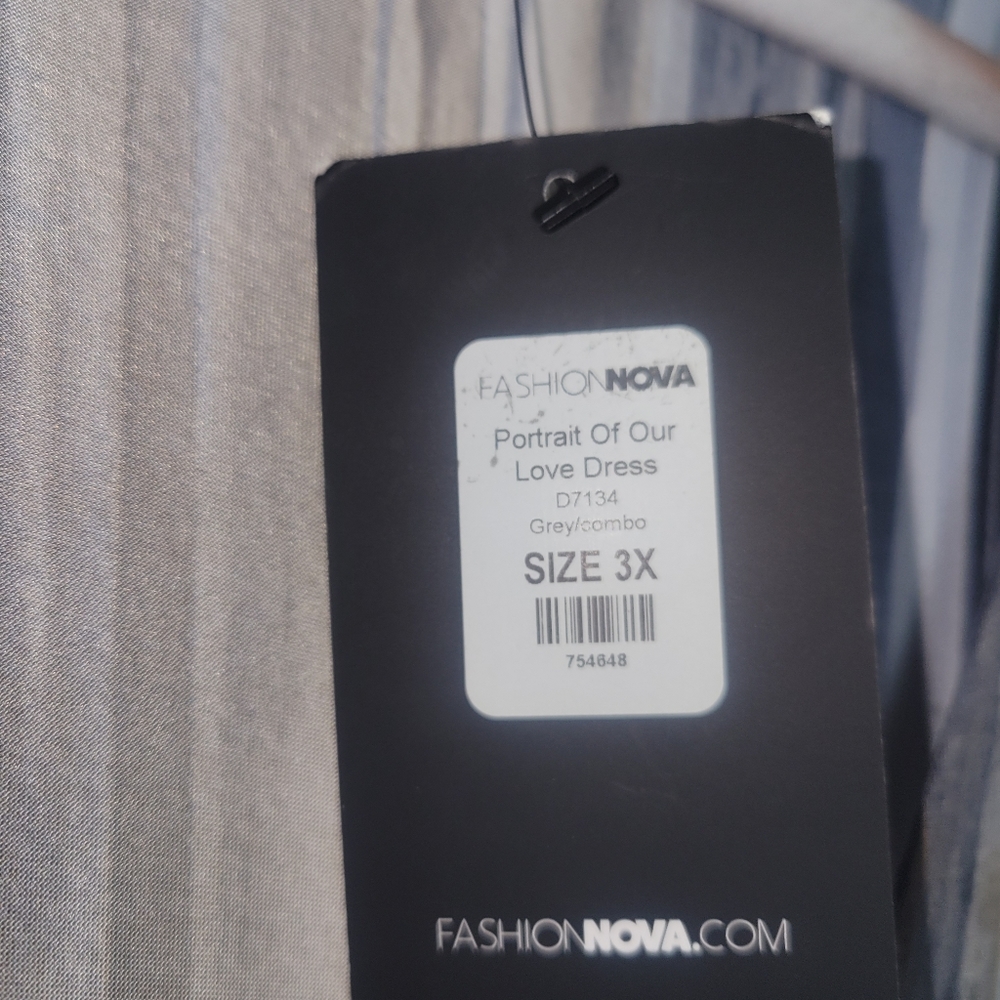 FASHIONNOVA
Portrait Of Our
Love Dress
D7134
Grey/combo
SIZE 3X
754648
FASHIONNOVA.COM